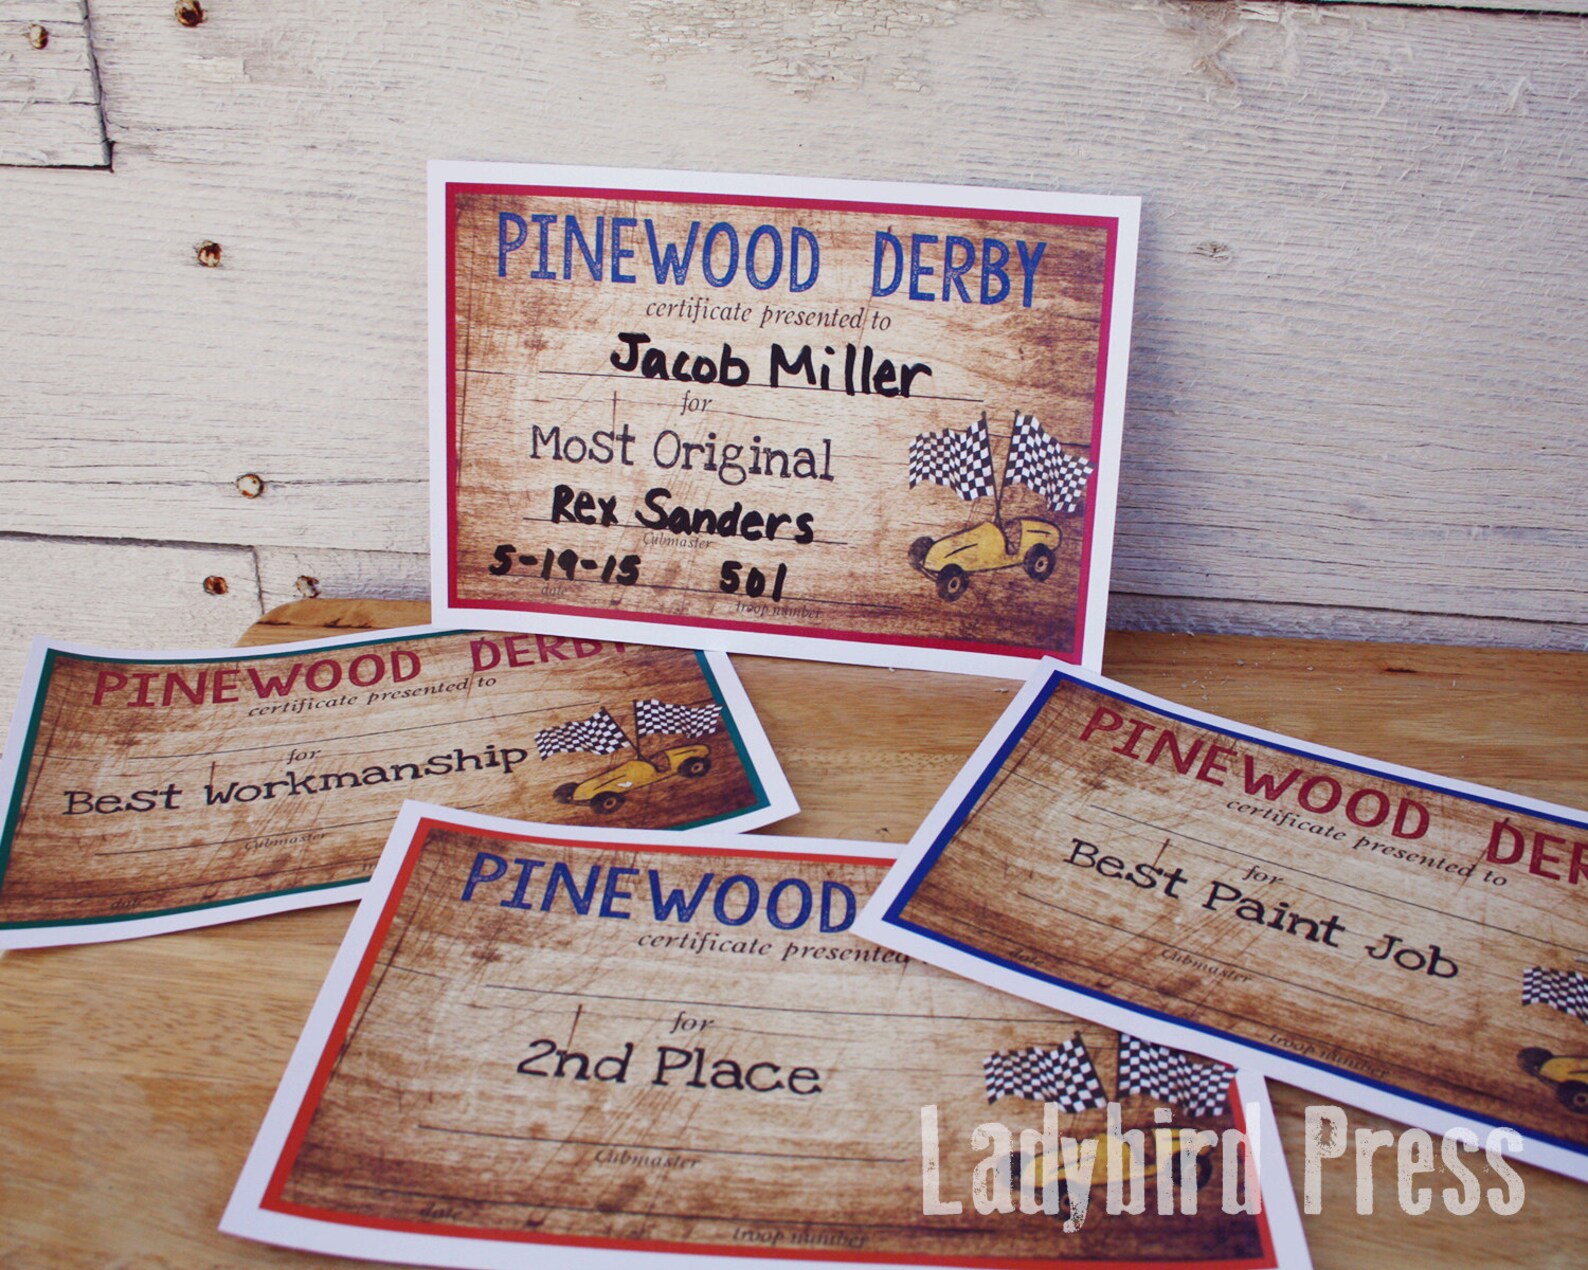 PINEWOOD DERBY
certificate presented to
Jacob Miller
for
Most Original
Rex Sanders
Cubmaster
5-19-15 501
date troop number
PINEWOOD DERBY
certificate presented to
for
Best Workmanship
Cubmaster
date
PINEWOOD
certificate presented
for
2nd Place
Cubmaster
date troop number
PINEWOOD DER
certificate presented to
for
Best Paint Job
Cubmaster
date troop number
Ladybird Press